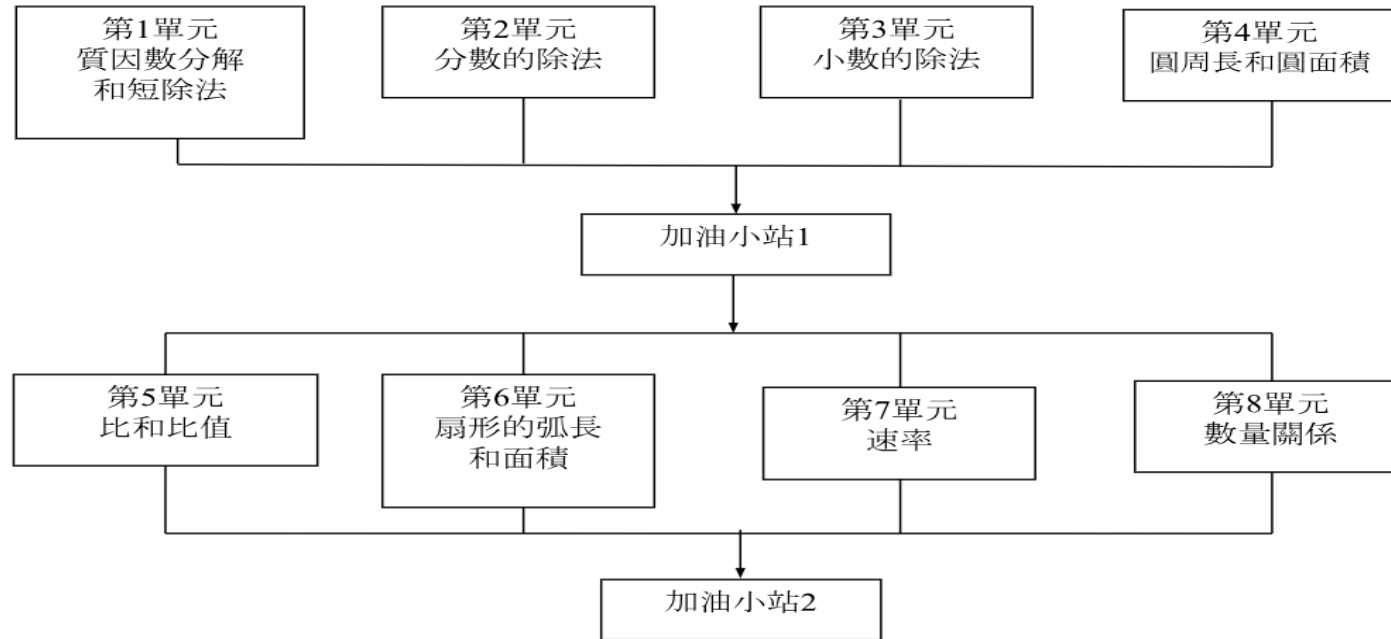 第1單元
質因數分解
和短除法
第2單元
分數的除法
第3單元
小數的除法
第4單元
圓周長和圓面積
加油小站1
第5單元
比和比值
第6單元
扇形的弧長
和面積
第7單元
速率
第8單元
數量關係
加油小站2